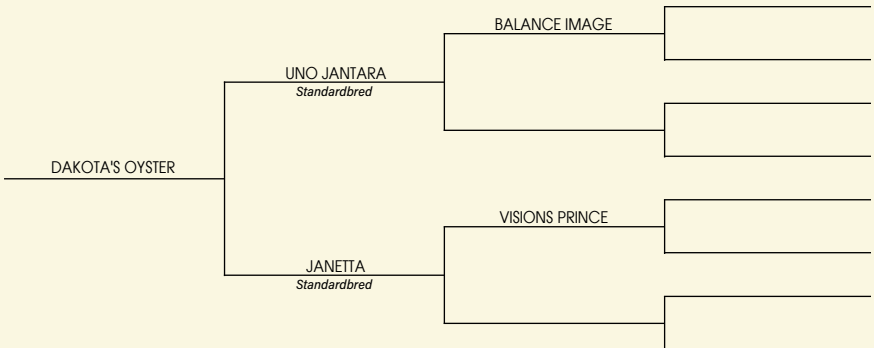 BALANCE IMAGE
UNO JANTARA
Standardbred
DAKOTA'S OYSTER
VISIONS PRINCE
JANETTA
Standardbred